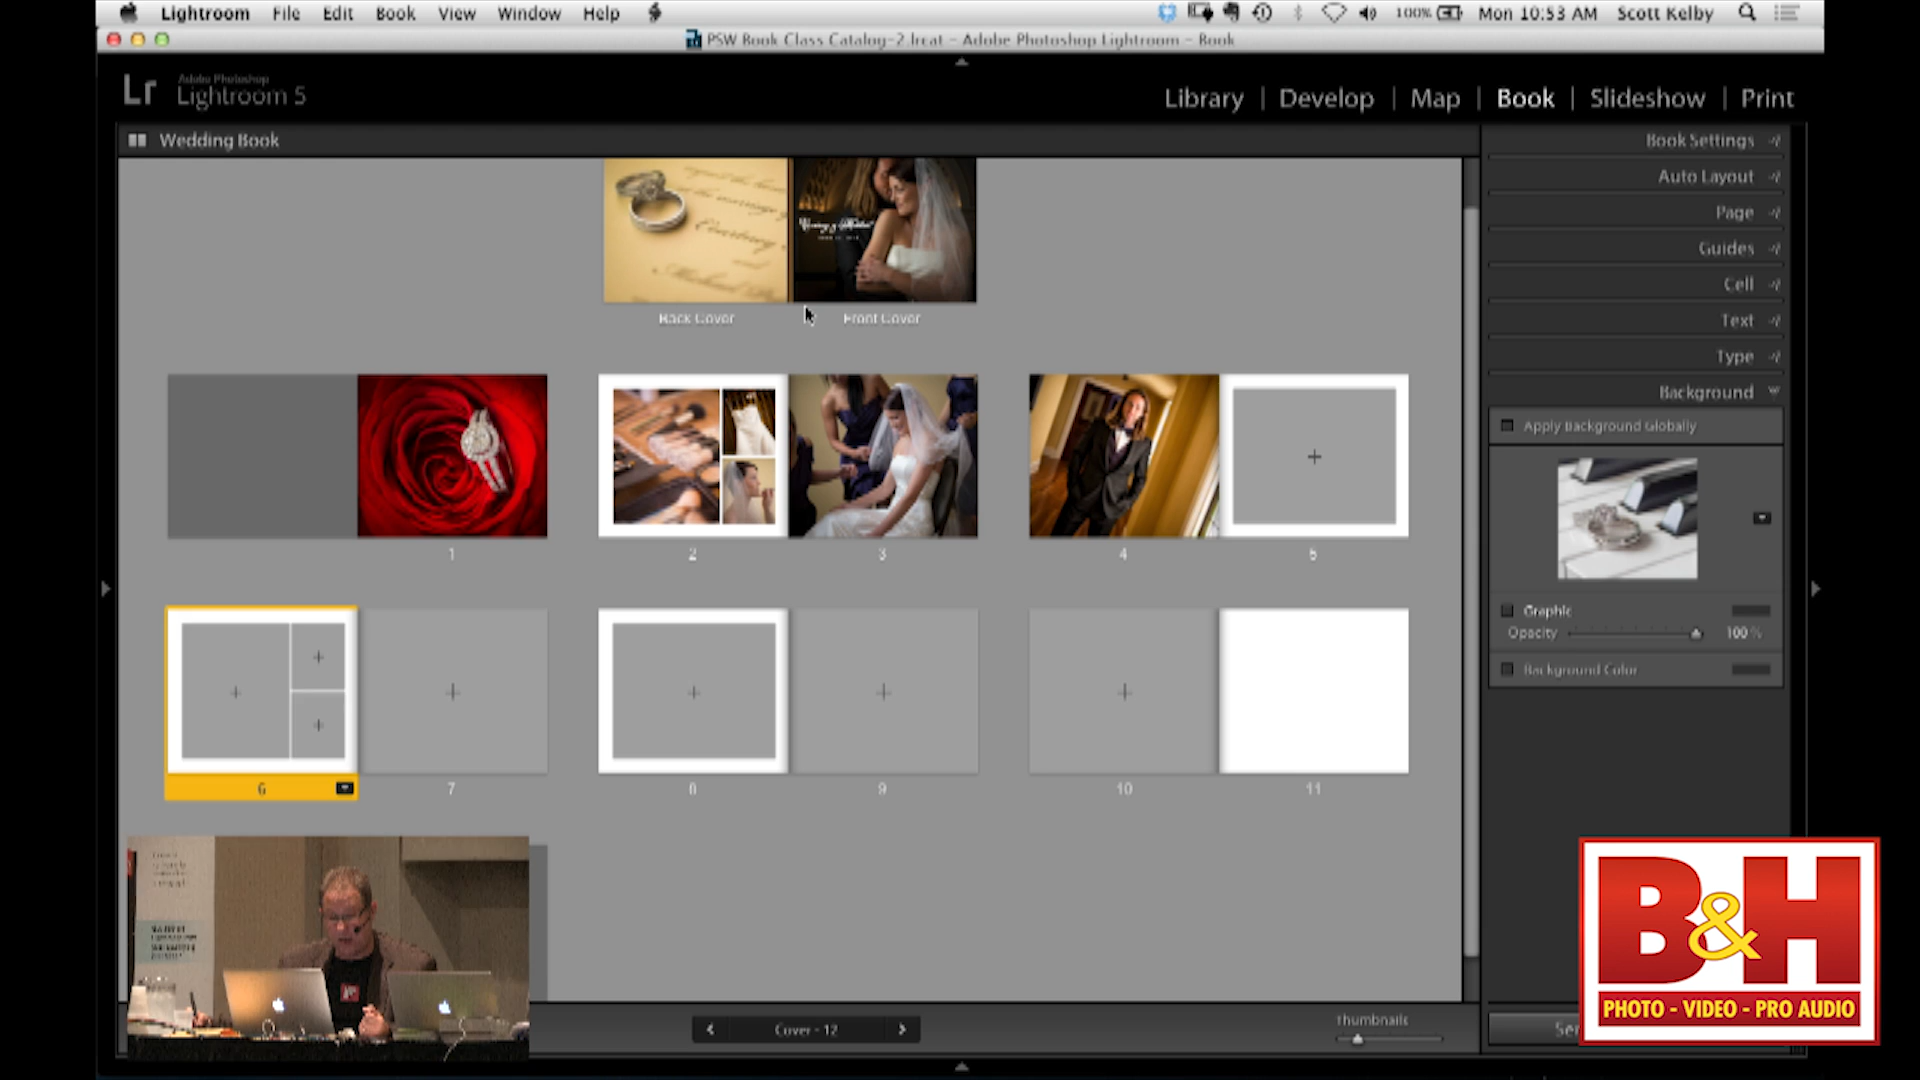 Lightroom File Edit Book View Window Help
100% Mon 10:53 AM Scott Kelby
PSW Book Class Catalog-2.lrcat - Adobe Photoshop Lightroom - Book
Lr Adobe Photoshop
Lightroom 5
Library | Develop | Map | Book | Slideshow | Print
Wedding Book
Book Settings
Auto Layout
Page
Guides
Cell
Text
Type
Background
Apply Background Globally
Graphic
Opacity 100 %
Background Color
Back Cover Front Cover
1 2 3 4 5
6 7 8 9 10 11
Cover - 12
Thumbnails
B&H
PHOTO - VIDEO - PRO AUDIO